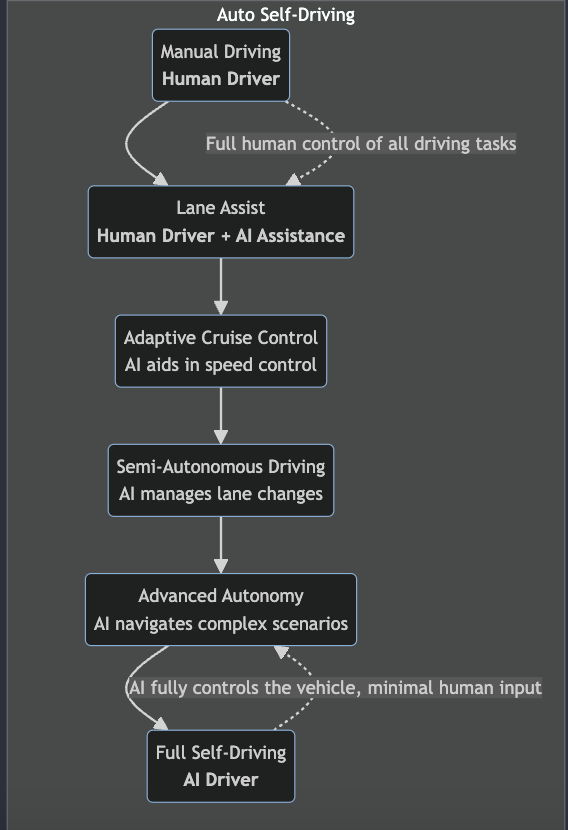 Auto Self-Driving
Manual Driving
Human Driver
Full human control of all driving tasks
Lane Assist
Human Driver + AI Assistance
Adaptive Cruise Control
AI aids in speed control
Semi-Autonomous Driving
AI manages lane changes
Advanced Autonomy
AI navigates complex scenarios
AI fully controls the vehicle, minimal human input
Full Self-Driving
AI Driver